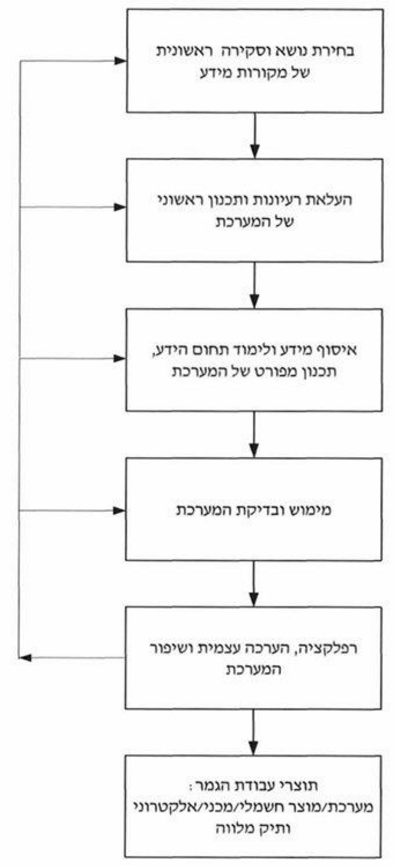 בחירת נושא וסקירה ראשונית
של מקורות מידע
העלאת רעיונות ותכנון ראשוני
של המערכת
איסוף מידע ולימוד תחום הידע,
תכנון מפורט של המערכת
מימוש ובדיקת המערכת
רפלקציה, הערכה עצמית ושיפור
המערכת
תוצרי עבודת הגמר:
מערכת/מוצר חשמלי/מכני/אלקטרוני
ותיק מלווה